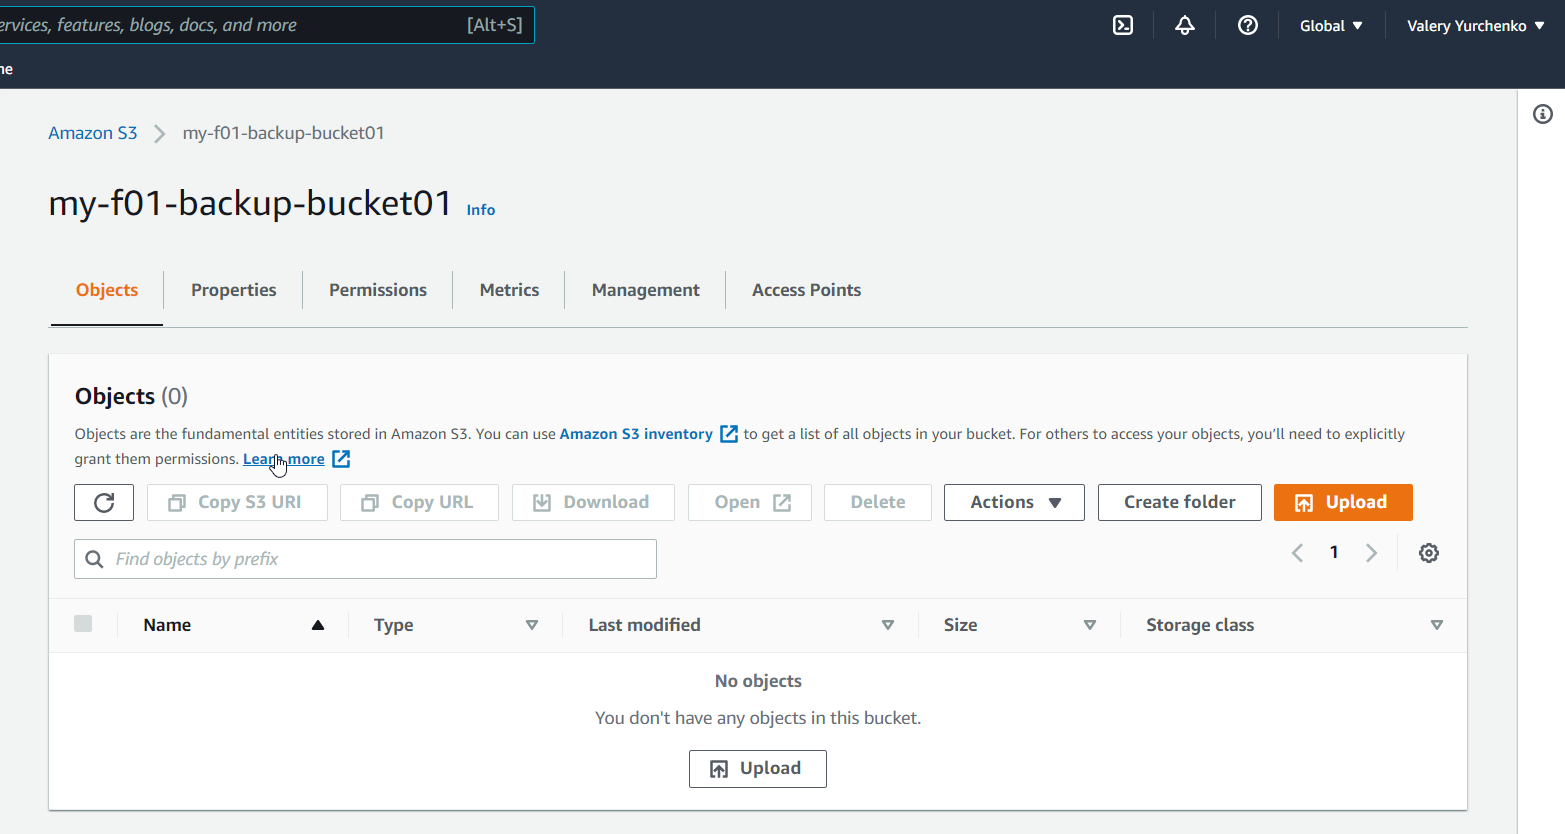 services, features, blogs, docs, and more [Alt+S] Global Valery Yurchenko
Amazon S3 my-f01-backup-bucket01
my-f01-backup-bucket01 Info
Objects Properties Permissions Metrics Management Access Points
Objects (0)
Objects are the fundamental entities stored in Amazon S3. You can use Amazon S3 inventory to get a list of all objects in your bucket. For others to access your objects, you'll need to explicitly
grant them permissions. Learn more
Copy S3 URI Copy URL Download Open Delete Actions Create folder Upload
Find objects by prefix 1
Name Type Last modified Size Storage class
No objects
You don't have any objects in this bucket.
Upload